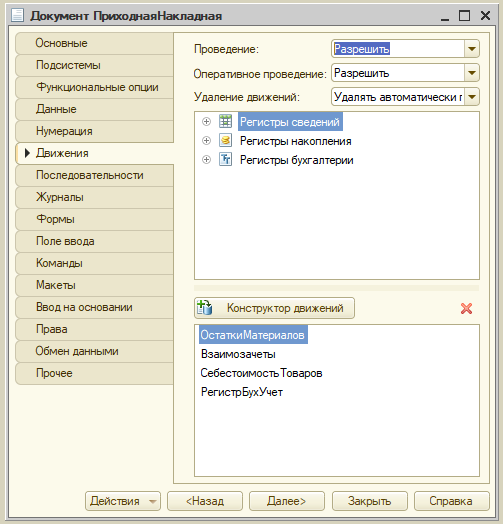 Документ ПриходнаяНакладная
Основные
Подсистемы
Функциональные опции
Данные
Нумерация
Движения
Последовательности
Журналы
Формы
Поле ввода
Команды
Макеты
Ввод на основании
Права
Обмен данными
Прочее
Проведение: Разрешить
Оперативное проведение: Разрешить
Удаление движений: Удалять автоматически г
Регистры сведений
Регистры накопления
Регистры бухгалтерии
Конструктор движений
ОстаткиМатериалов
Взаимозачеты
СебестоимостьТоваров
РегистрБухУчет
Действия <Назад Далее> Закрыть Справка